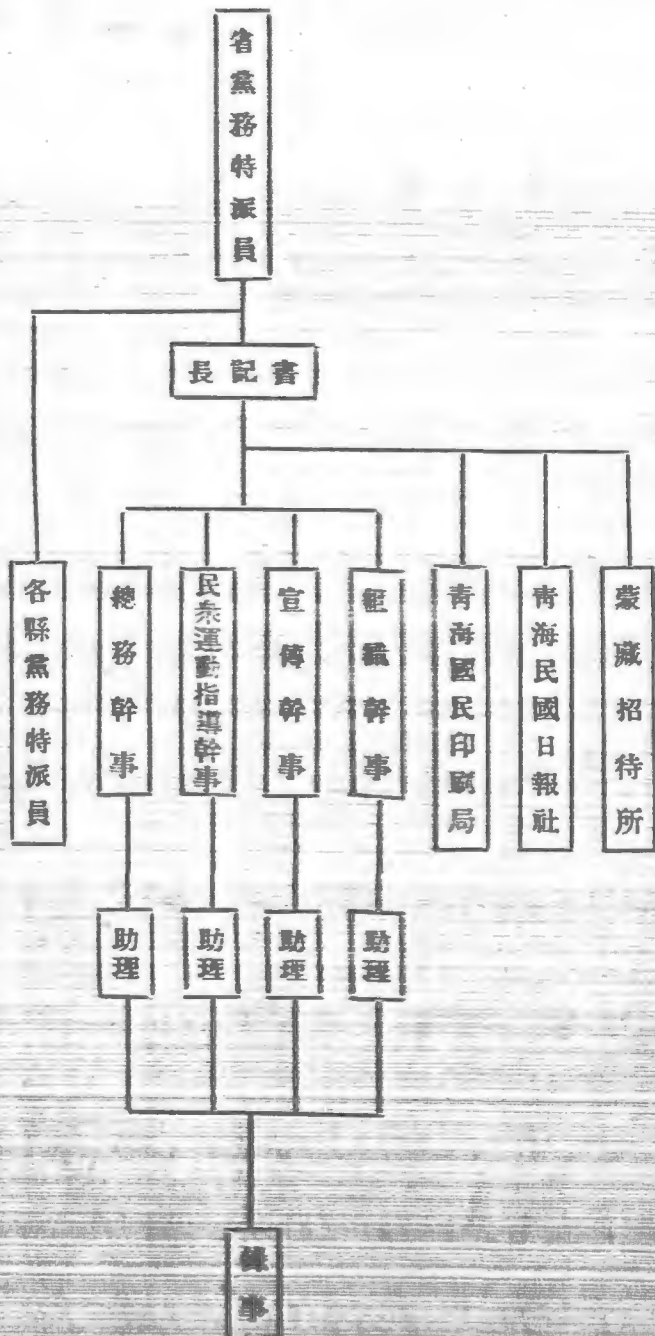 省黨務特派員
書記長
蒙藏招待所
青海民國日報社
青海國民印刷局
組織幹事
宣傳幹事
民衆運動指導幹事
總務幹事
各縣黨務特派員
助理
助理
助理
助理